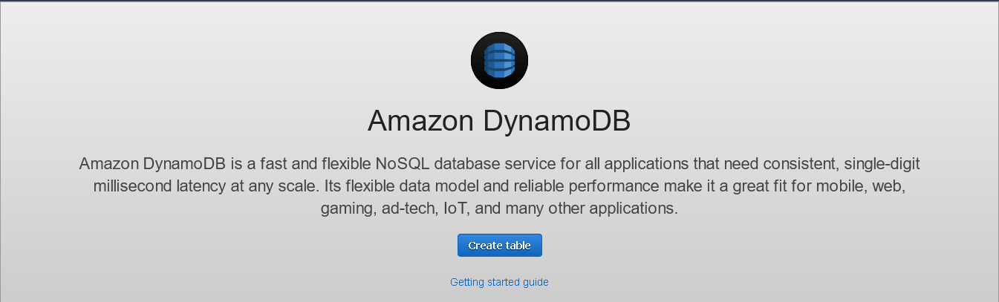 Amazon DynamoDB
Amazon DynamoDB is a fast and flexible NoSQL database service for all applications that need consistent, single-digit
millisecond latency at any scale. Its flexible data model and reliable performance make it a great fit for mobile, web,
gaming, ad-tech, IoT, and many other applications.
Create table
Getting started guide